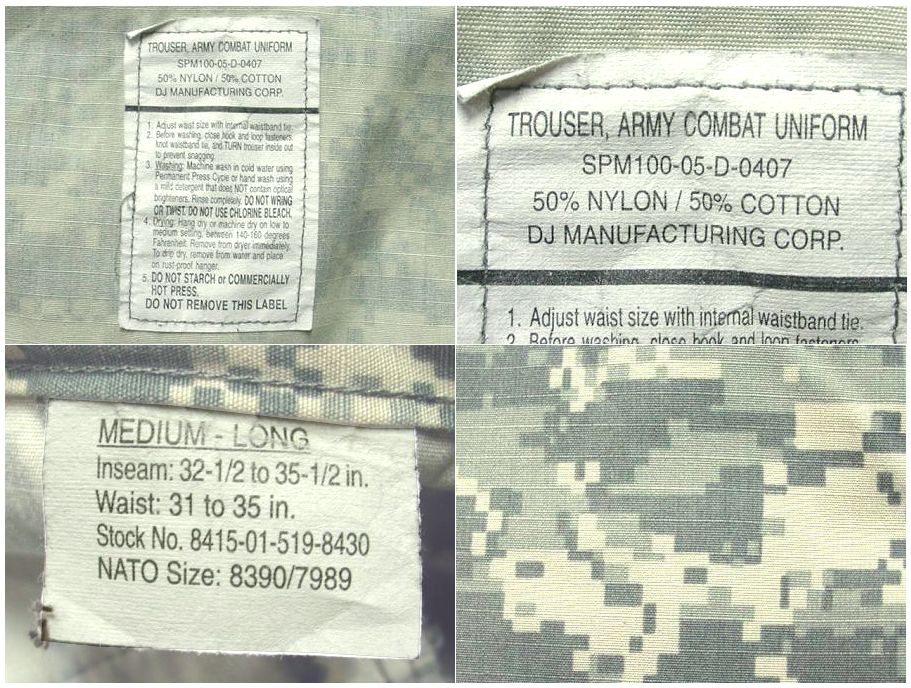 TROUSER, ARMY COMBAT UNIFORM
SPM100-05-D-0407
50% NYLON / 50% COTTON
DJ MANUFACTURING CORP.
1. Adjust waist size with internal waistband tie.
2. Before washing, close hook and loop fasteners,
knot waistband tie, and TURN trouser inside out
to prevent snagging.
3. Washing: Machine wash in cold water using
Permanent Press Cycle or hand wash using
a mild detergent that does NOT contain optical
brighteners. Rinse completely. DO NOT WRING
OR TWIST. DO NOT USE CHLORINE BLEACH.
4. Drying: Hang dry or machine dry on low to
medium setting, between 140-160 degrees
Fahrenheit. Remove from dryer immediately.
To drip dry, remove from water and place
on rust-proof hanger.
5. DO NOT STARCH or COMMERCIALLY
HOT PRESS.
DO NOT REMOVE THIS LABEL
TROUSER, ARMY COMBAT UNIFORM
SPM100-05-D-0407
50% NYLON / 50% COTTON
DJ MANUFACTURING CORP.
1. Adjust waist size with internal waistband tie.
2. Before washing, close hook and loop fasteners,
MEDIUM - LONG
Inseam: 32-1/2 to 35-1/2 in.
Waist: 31 to 35 in.
Stock No. 8415-01-519-8430
NATO Size: 8390/7989